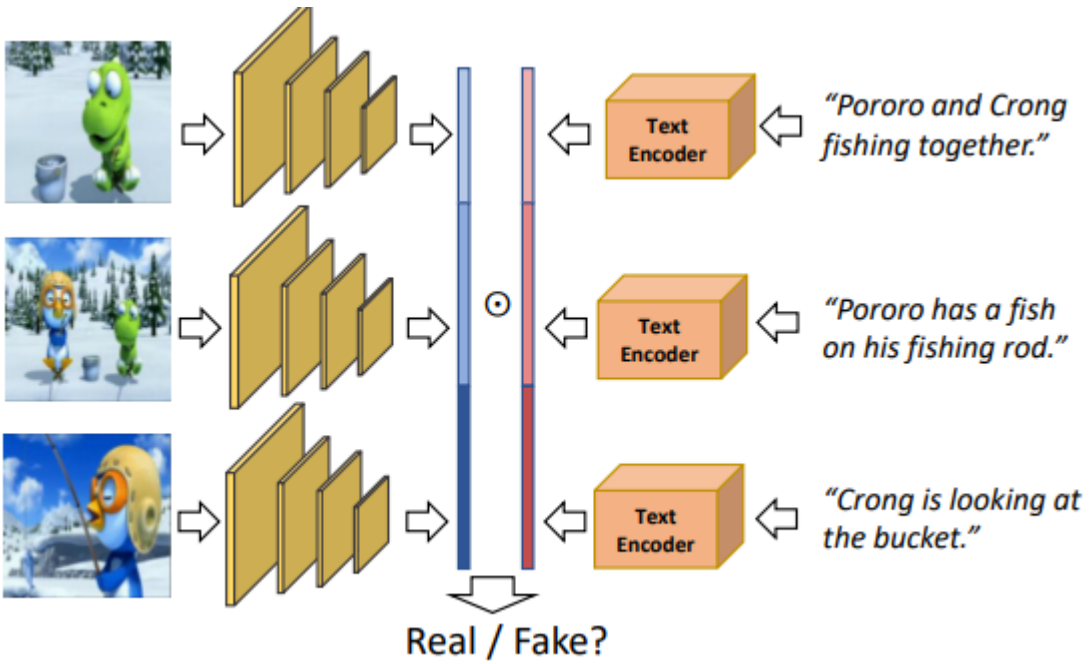 Text
Encoder
“Pororo and Crong
fishing together.”
Text
Encoder
“Pororo has a fish
on his fishing rod.”
Text
Encoder
“Crong is looking at
the bucket.”
Real / Fake?